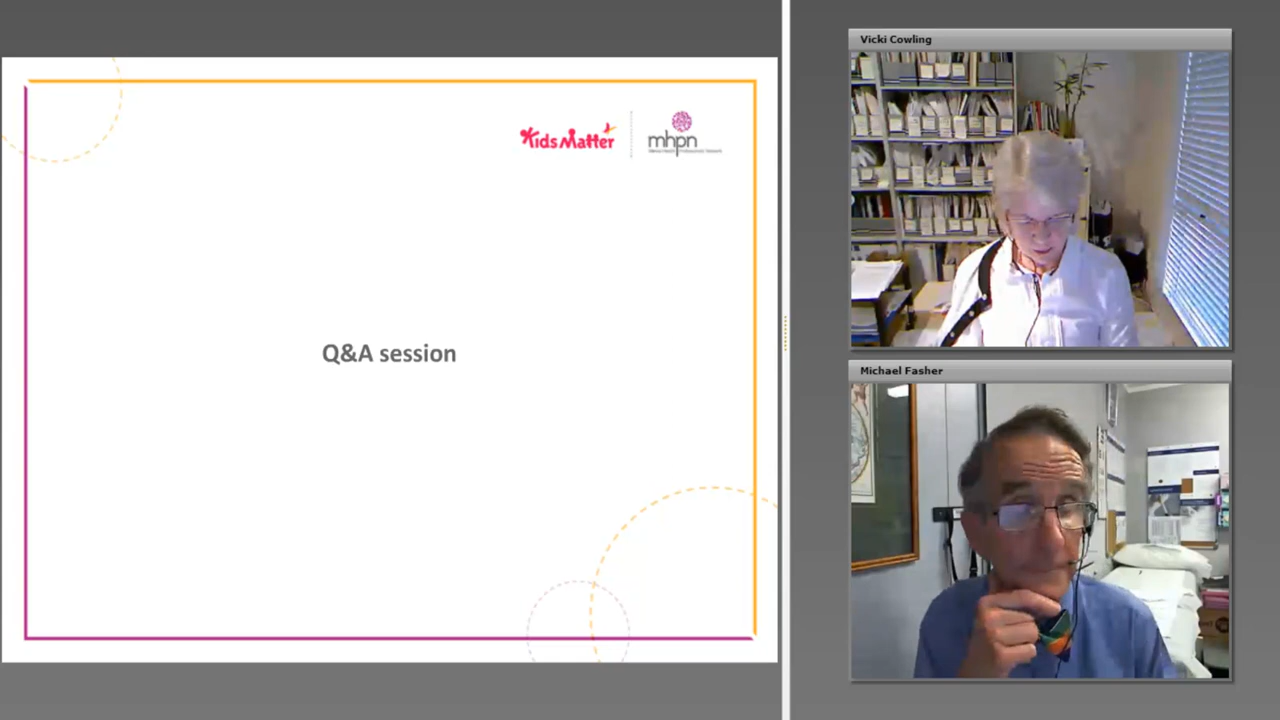 KidsMatter
mhpn
Q&A session
Vicki Cowling
Michael Fasher